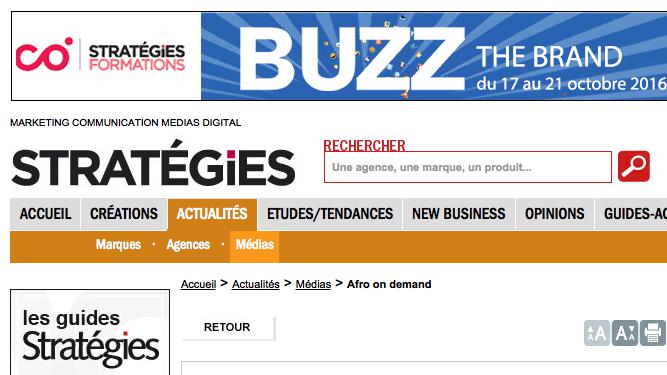 CO STRATÉGIES FORMATIONS
BUZZ THE BRAND
du 17 au 21 octobre 2016
MARKETING COMMUNICATION MEDIAS DIGITAL
STRATÉGIES
RECHERCHER
Une agence, une marque, un produit...
ACCUEIL CRÉATIONS ACTUALITÉS ETUDES/TENDANCES NEW BUSINESS OPINIONS GUIDES-AC
Marques · Agences · Médias
Accueil > Actualités > Médias > Afro on demand
les guides
Stratégies
RETOUR
A A A A